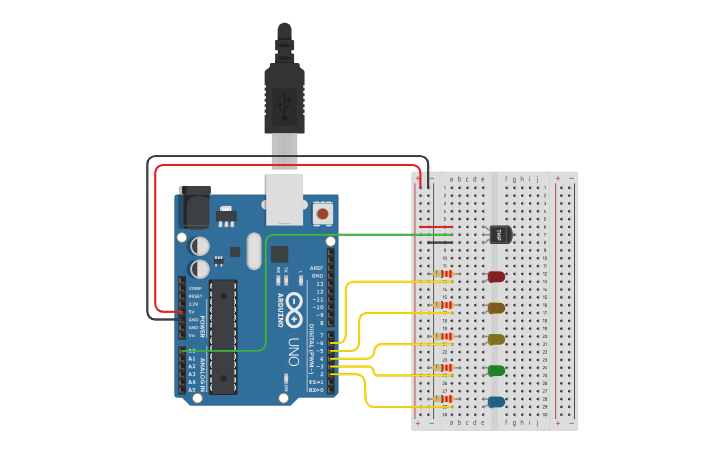 AREF
GND
13
12
~11
~10
~9
8
7
~6
~5
4
~3
2
TX→1
RX←0
DIGITAL (PWM~)
IOREF
RESET
3.3V
5V
GND
GND
Vin
POWER
A0
A1
A2
A3
A4
A5
ANALOG IN
TX
RX
L
ON
ARDUINO
UNO
TMP
+ − a b c d e f g h i j + −
+ − a b c d e f g h i j + −